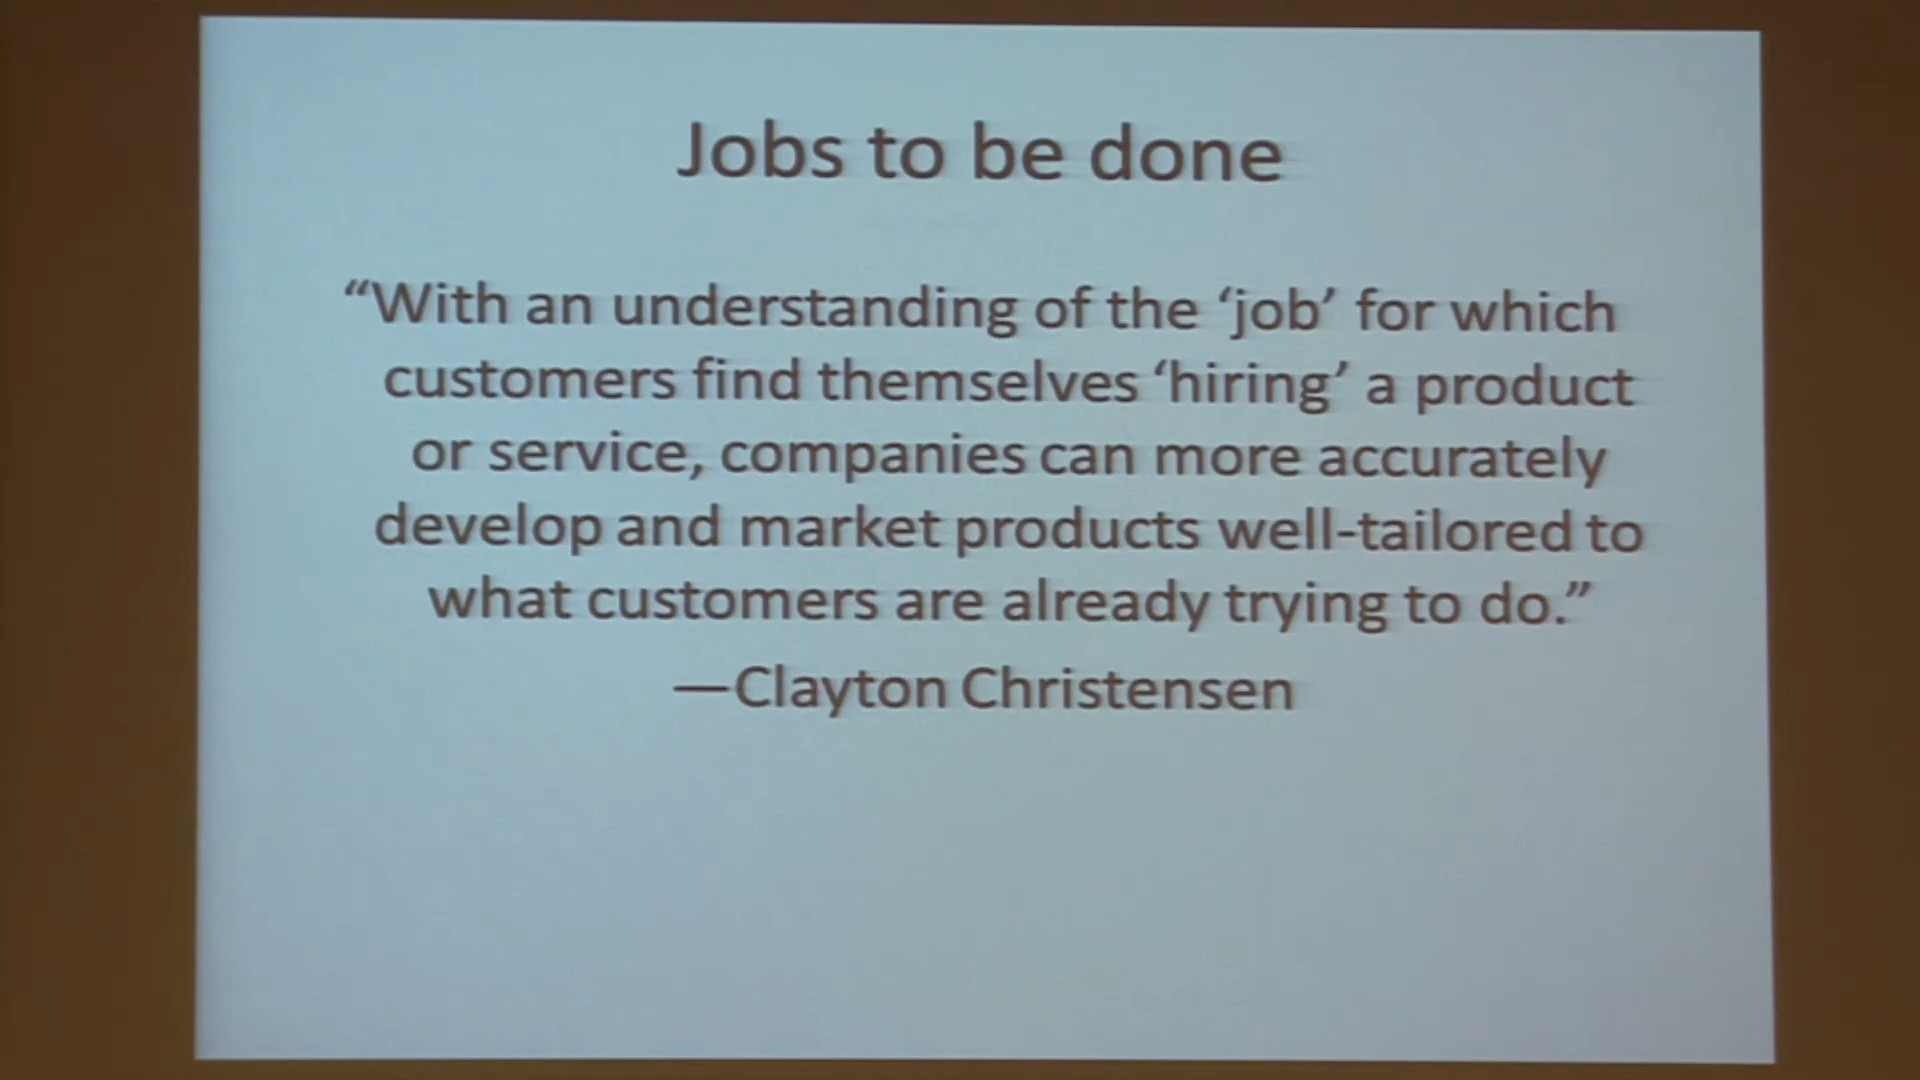 Jobs to be done
“With an understanding of the ‘job’ for which
customers find themselves ‘hiring’ a product
or service, companies can more accurately
develop and market products well-tailored to
what customers are already trying to do.”
—Clayton Christensen